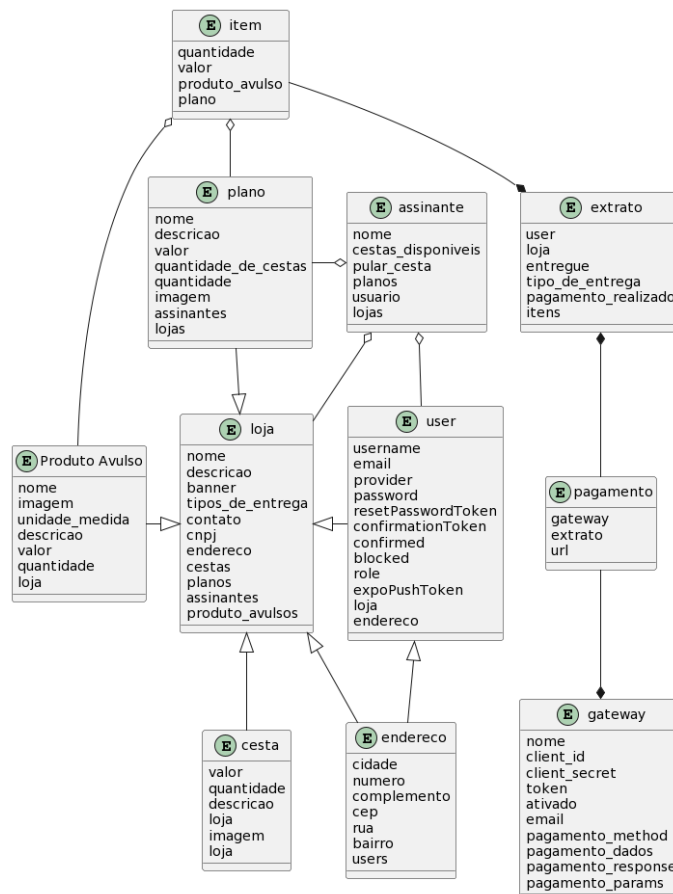 E item
quantidade
valor
produto_avulso
plano
E plano
nome
descricao
valor
quantidade_de_cestas
quantidade
imagem
assinantes
lojas
E assinante
nome
cestas_disponiveis
pular_cesta
planos
usuario
lojas
E extrato
user
loja
entregue
tipo_de_entrega
pagamento_realizado
itens
E Produto Avulso
nome
imagem
unidade_medida
descricao
valor
quantidade
loja
E loja
nome
descricao
banner
tipos_de_entrega
contato
cnpj
endereco
cestas
planos
assinantes
produto_avulsos
E user
username
email
provider
password
resetPasswordToken
confirmationToken
confirmed
blocked
role
expoPushToken
loja
endereco
E pagamento
gateway
extrato
url
E cesta
valor
quantidade
descricao
loja
imagem
loja
E endereco
cidade
numero
complemento
cep
rua
bairro
users
E gateway
nome
client_id
client_secret
token
ativado
email
pagamento_method
pagamento_dados
pagamento_response
pagamento_params